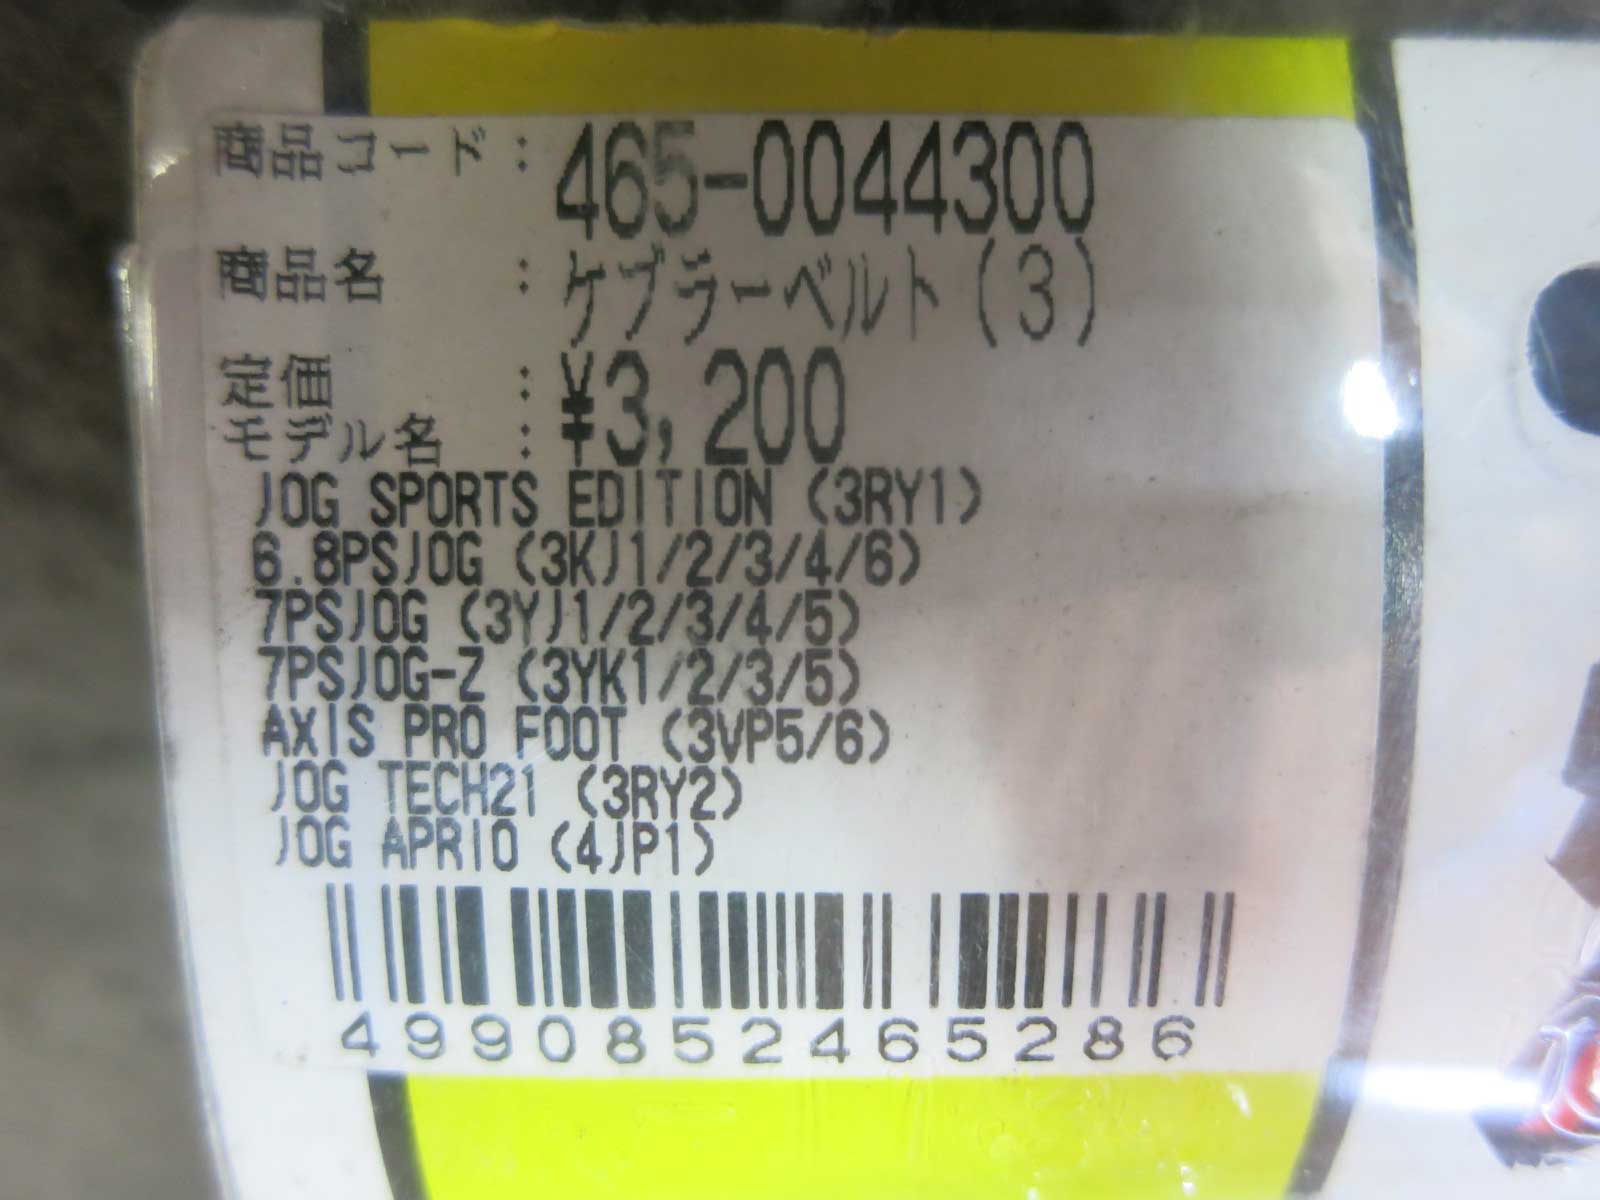 商品コード : 465-0044300
商品名 : ケブラーベルト(3)
定価 : ¥3,200
モデル名 :
JOG SPORTS EDITION (3RY1)
6.8PSJOG (3KJ1/2/3/4/6)
7PSJOG (3YJ1/2/3/4/5)
7PSJOG-Z (3YK1/2/3/5)
AXIS PRO FOOT (3VP5/6)
JOG TECH21 (3RY2)
JOG APRIO (4JP1)
4990852465286